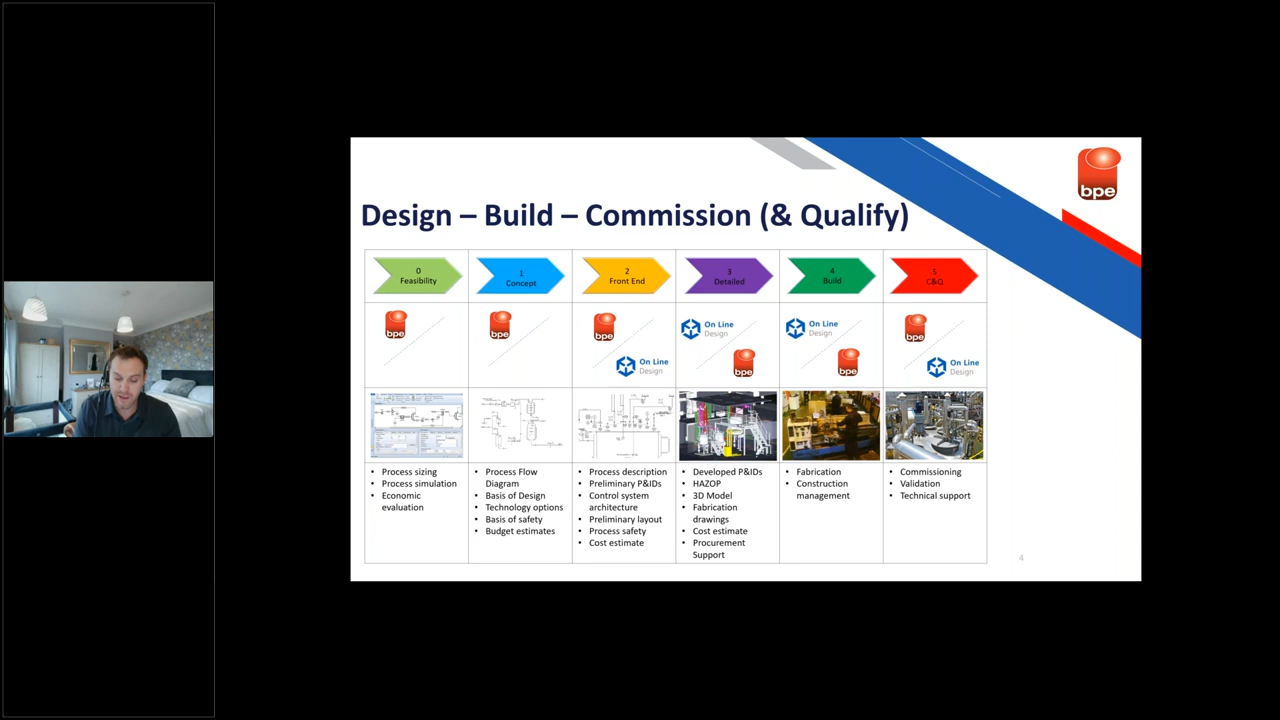 bpe
Design – Build – Commission (& Qualify)
0
Feasibility
1
Concept
2
Front End
3
Detailed
4
Build
5
C&Q
bpe
bpe
bpe
On Line
Design
On Line
Design
bpe
On Line
Design
bpe
bpe
On Line
Design
• Process sizing
• Process simulation
• Economic
evaluation
• Process Flow
Diagram
• Basis of Design
• Technology options
• Basis of safety
• Budget estimates
• Process description
• Preliminary P&IDs
• Control system
architecture
• Preliminary layout
• Process safety
• Cost estimate
• Developed P&IDs
• HAZOP
• 3D Model
• Fabrication
drawings
• Cost estimate
• Procurement
Support
• Fabrication
• Construction
management
• Commissioning
• Validation
• Technical support
4